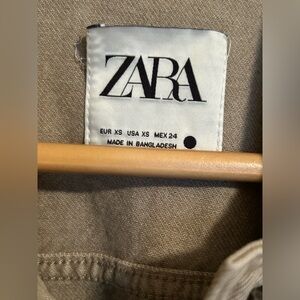 ZARA
EUR XS USA XS MEX 24
MADE IN BANGLADESH